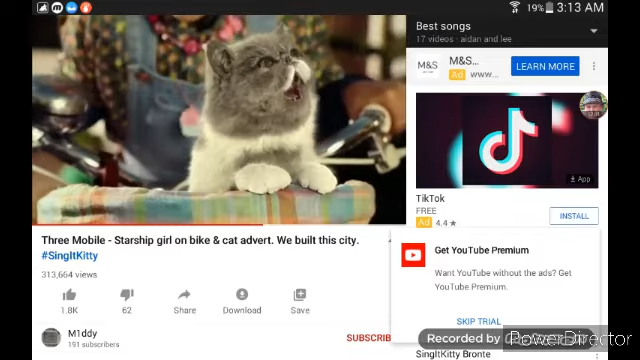 19% 3:13 AM
Best songs
17 videos · aidan and lee
M&S
M&S...
Ad www...
LEARN MORE
App
TikTok
FREE
Ad 4.4 ★
INSTALL
Three Mobile - Starship girl on bike & cat advert. We built this city.
#SingItKitty
313,664 views
1.8K
62
Share
Download
Save
M1ddy
191 subscribers
SUBSCRIB
Get YouTube Premium
Want YouTube without the ads? Get
YouTube Premium.
SKIP TRIAL
Recorded by
PowerDirector
SingItKitty Bronte